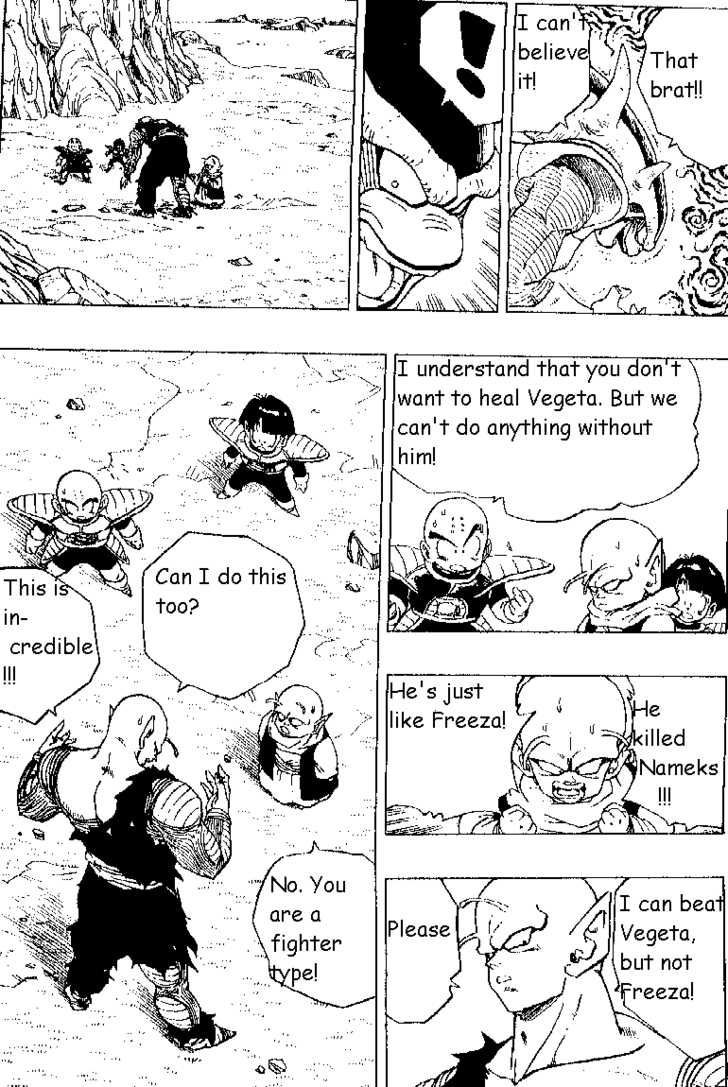 !
I can't
believe
it!
That
brat!!
This is
in-
credible
!!!
Can I do this
too?
No. You
are a
fighter
type!
I understand that you don't
want to heal Vegeta. But we
can't do anything without
him!
He's just
like Freeza!
He
killed
Nameks
!!!
Please
I can beat
Vegeta,
but not
Freeza!